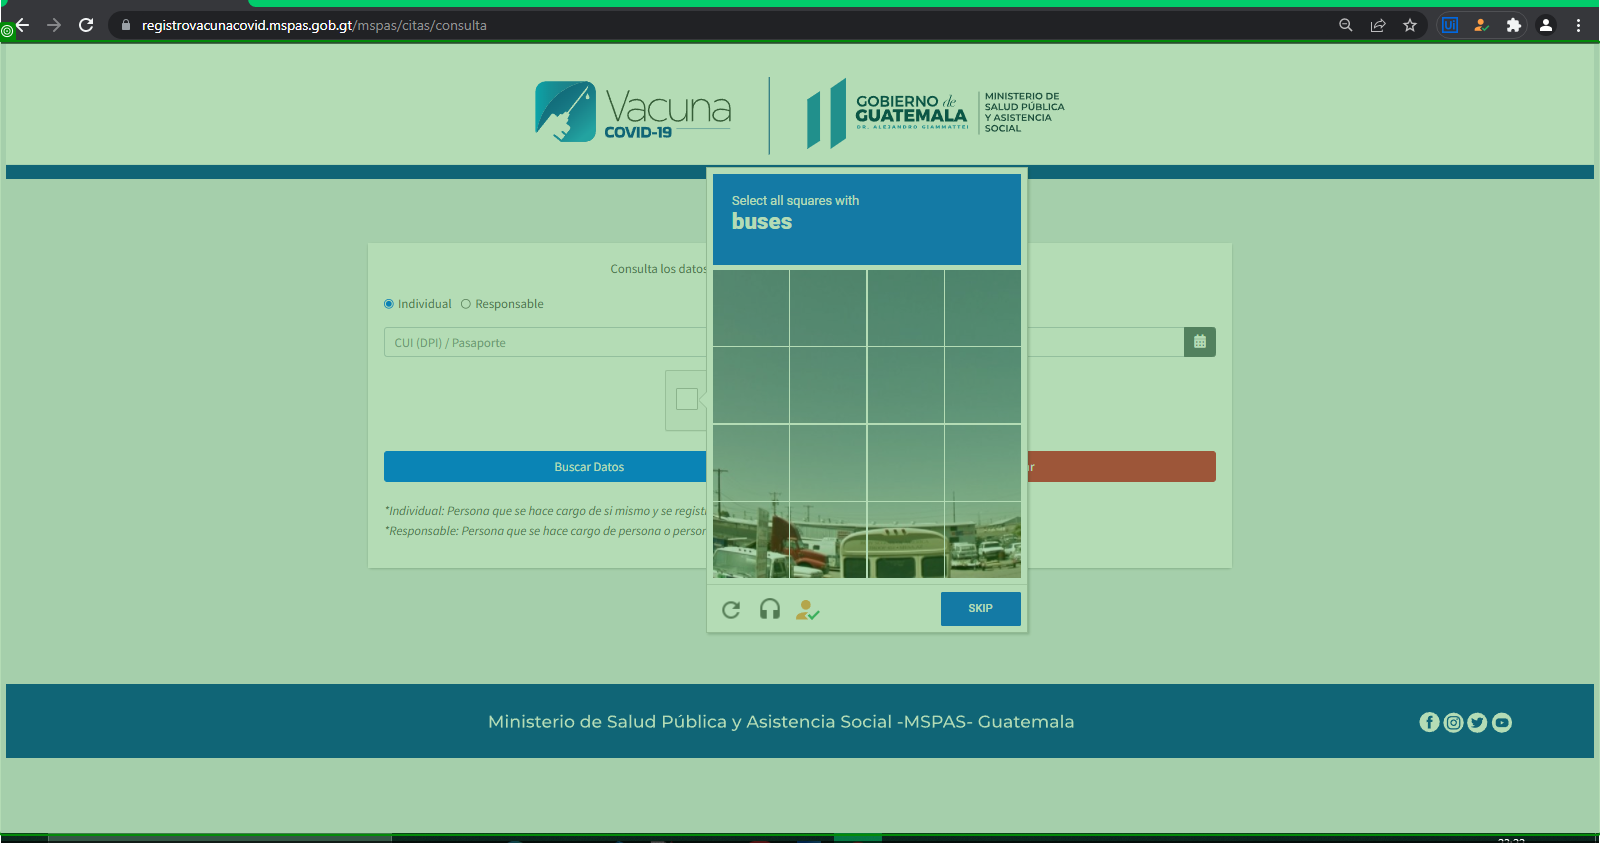 registrovacunacovid.mspas.gob.gt/mspas/citas/consulta
Ui
Vacuna
COVID-19
GOBIERNO de
GUATEMALA
DR. ALEJANDRO GIAMMATTEI
MINISTERIO DE
SALUD PÚBLICA
Y ASISTENCIA
SOCIAL
Select all squares with
buses
Consulta los datos
Individual
Responsable
CUI (DPI) / Pasaporte
Buscar Datos
r
*Individual: Persona que se hace cargo de si mismo y se regist
*Responsable: Persona que se hace cargo de persona o person
SKIP
Ministerio de Salud Pública y Asistencia Social -MSPAS- Guatemala